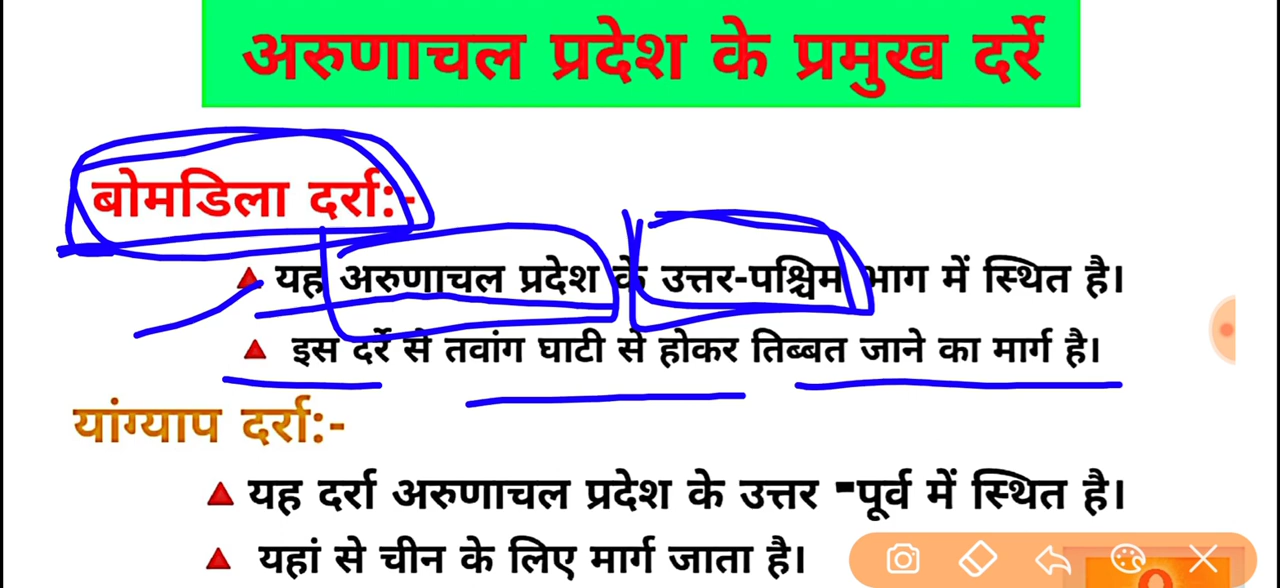 अरुणाचल प्रदेश के प्रमुख दर्रे
बोमडिला दर्रा:-
यह अरुणाचल प्रदेश के उत्तर-पश्चिम भाग में स्थित है।
इस दर्रे से तवांग घाटी से होकर तिब्बत जाने का मार्ग है।
यांग्याप दर्रा:-
यह दर्रा अरुणाचल प्रदेश के उत्तर -पूर्व में स्थित है।
यहां से चीन के लिए मार्ग जाता है।